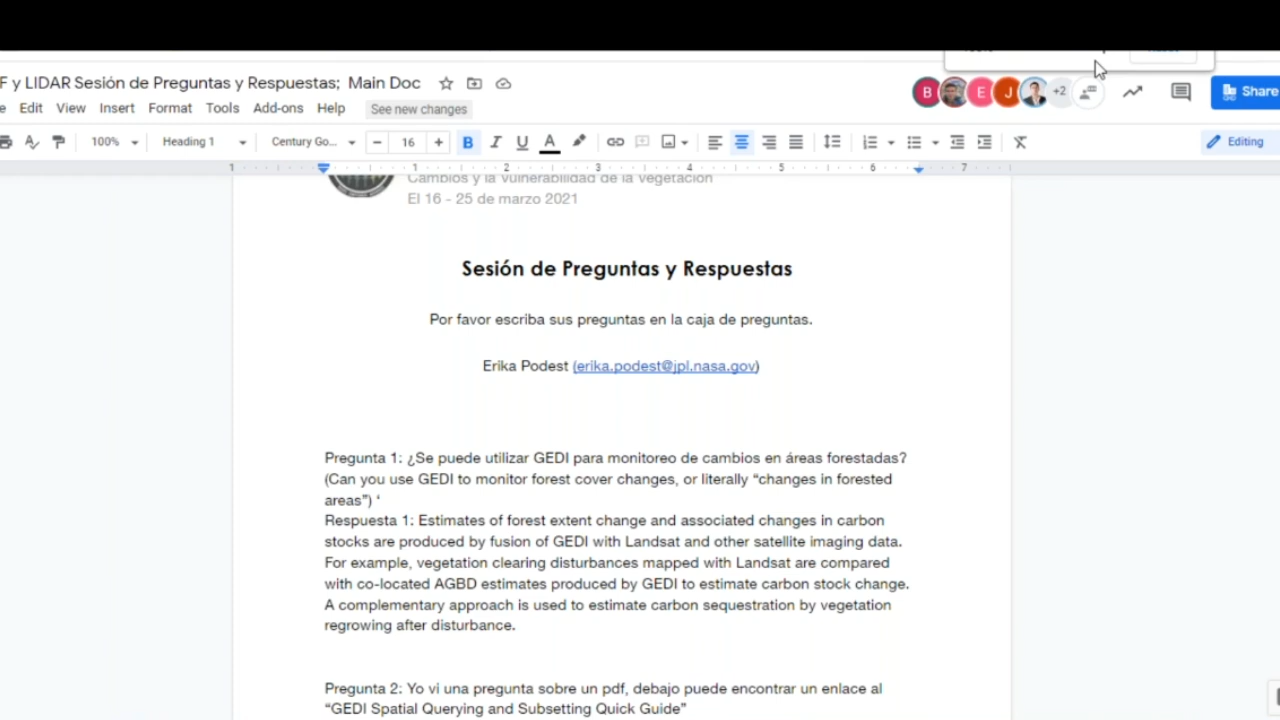 F y LIDAR Sesión de Preguntas y Respuestas; Main Doc
B E J +2 Share
Edit View Insert Format Tools Add-ons Help See new changes
100% Heading 1 Century Go... − 16 + B I U A Editing
1 1 2 3 4 5 6 7
Cambios y la Vulnerabilidad de la Vegetación
El 16 - 25 de marzo 2021
Sesión de Preguntas y Respuestas
Por favor escriba sus preguntas en la caja de preguntas.
Erika Podest (erika.podest@jpl.nasa.gov)
Pregunta 1: ¿Se puede utilizar GEDI para monitoreo de cambios en áreas forestadas?
(Can you use GEDI to monitor forest cover changes, or literally “changes in forested
areas”) ‘
Respuesta 1: Estimates of forest extent change and associated changes in carbon
stocks are produced by fusion of GEDI with Landsat and other satellite imaging data.
For example, vegetation clearing disturbances mapped with Landsat are compared
with co-located AGBD estimates produced by GEDI to estimate carbon stock change.
A complementary approach is used to estimate carbon sequestration by vegetation
regrowing after disturbance.
Pregunta 2: Yo vi una pregunta sobre un pdf, debajo puede encontrar un enlace al
“GEDI Spatial Querying and Subsetting Quick Guide”